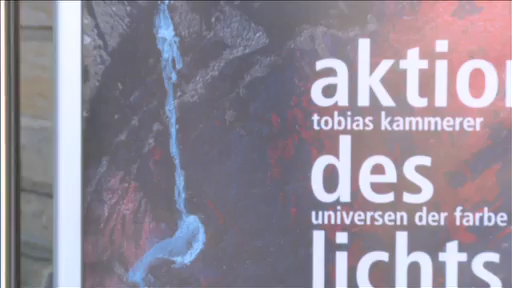 aktion
tobias kammerer
des
universen der farbe
lichts